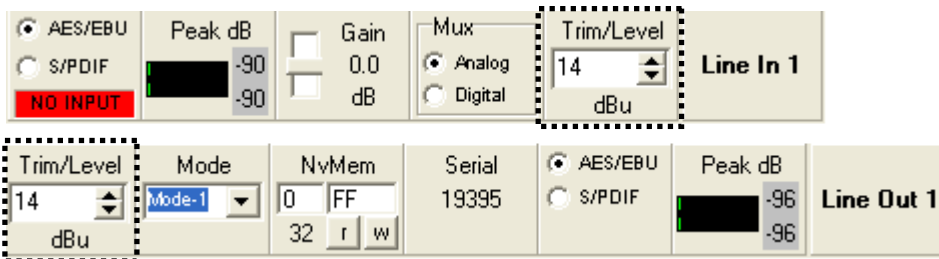 AES/EBU
S/PDIF
NO INPUT
Peak dB
-90
-90
Gain
0.0
dB
Mux
Analog
Digital
Trim/Level
14
dBu
Line In 1
Trim/Level
14
dBu
Mode
Mode-1
NvMem
0 FF
32 r w
Serial
19395
AES/EBU
S/PDIF
Peak dB
-96
-96
Line Out 1